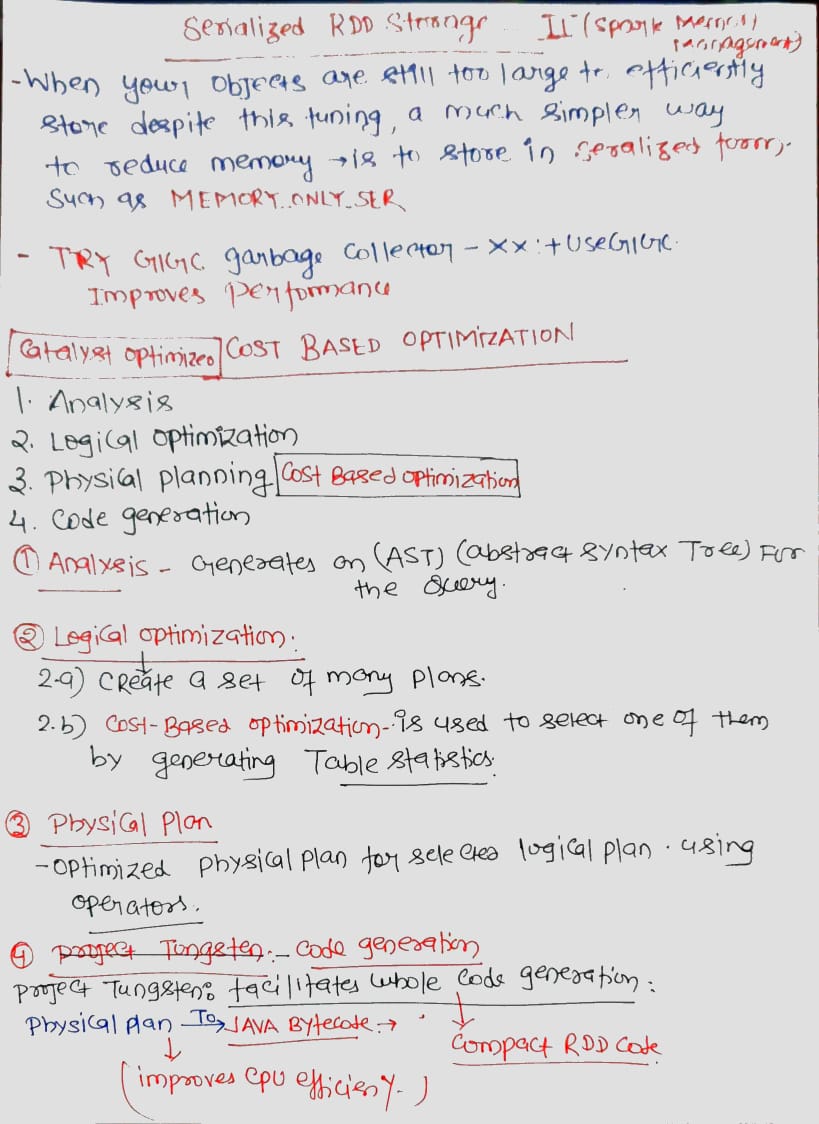 Serialized RDD Storage II (Spark Memory Management)
- When your Objects are still too large to efficiently
store despite this tuning, a much simpler way
to reduce memory → is to store in seralized form,.
Such as MEMORY_ONLY_SER
- TRY G1GC garbage collector - XX:+UseG1GC.
Improves performance
Catalyst optimizeo COST BASED OPTIMIZATION
1. Analysis
2. Logical optimization
3. Physical planning Cost Based optimization
4. Code generation
① Analysis - Generates on (AST) (abstract syntax Tree) For
the Query.
② Logical optimization:
2-a) Create a set of many plans.
2.b) Cost-Based optimization - is used to select one of them
by generating Table statistics.
③ Physical Plan
- optimized physical plan for selected logical plan. using
operators.
④ Project Tungsten: - Code generation
Project Tungsten: facilitates whole Code generation:
Physical plan To→ JAVA Bytecode: →
Compact RDD Code
(improves CPU efficieny.)